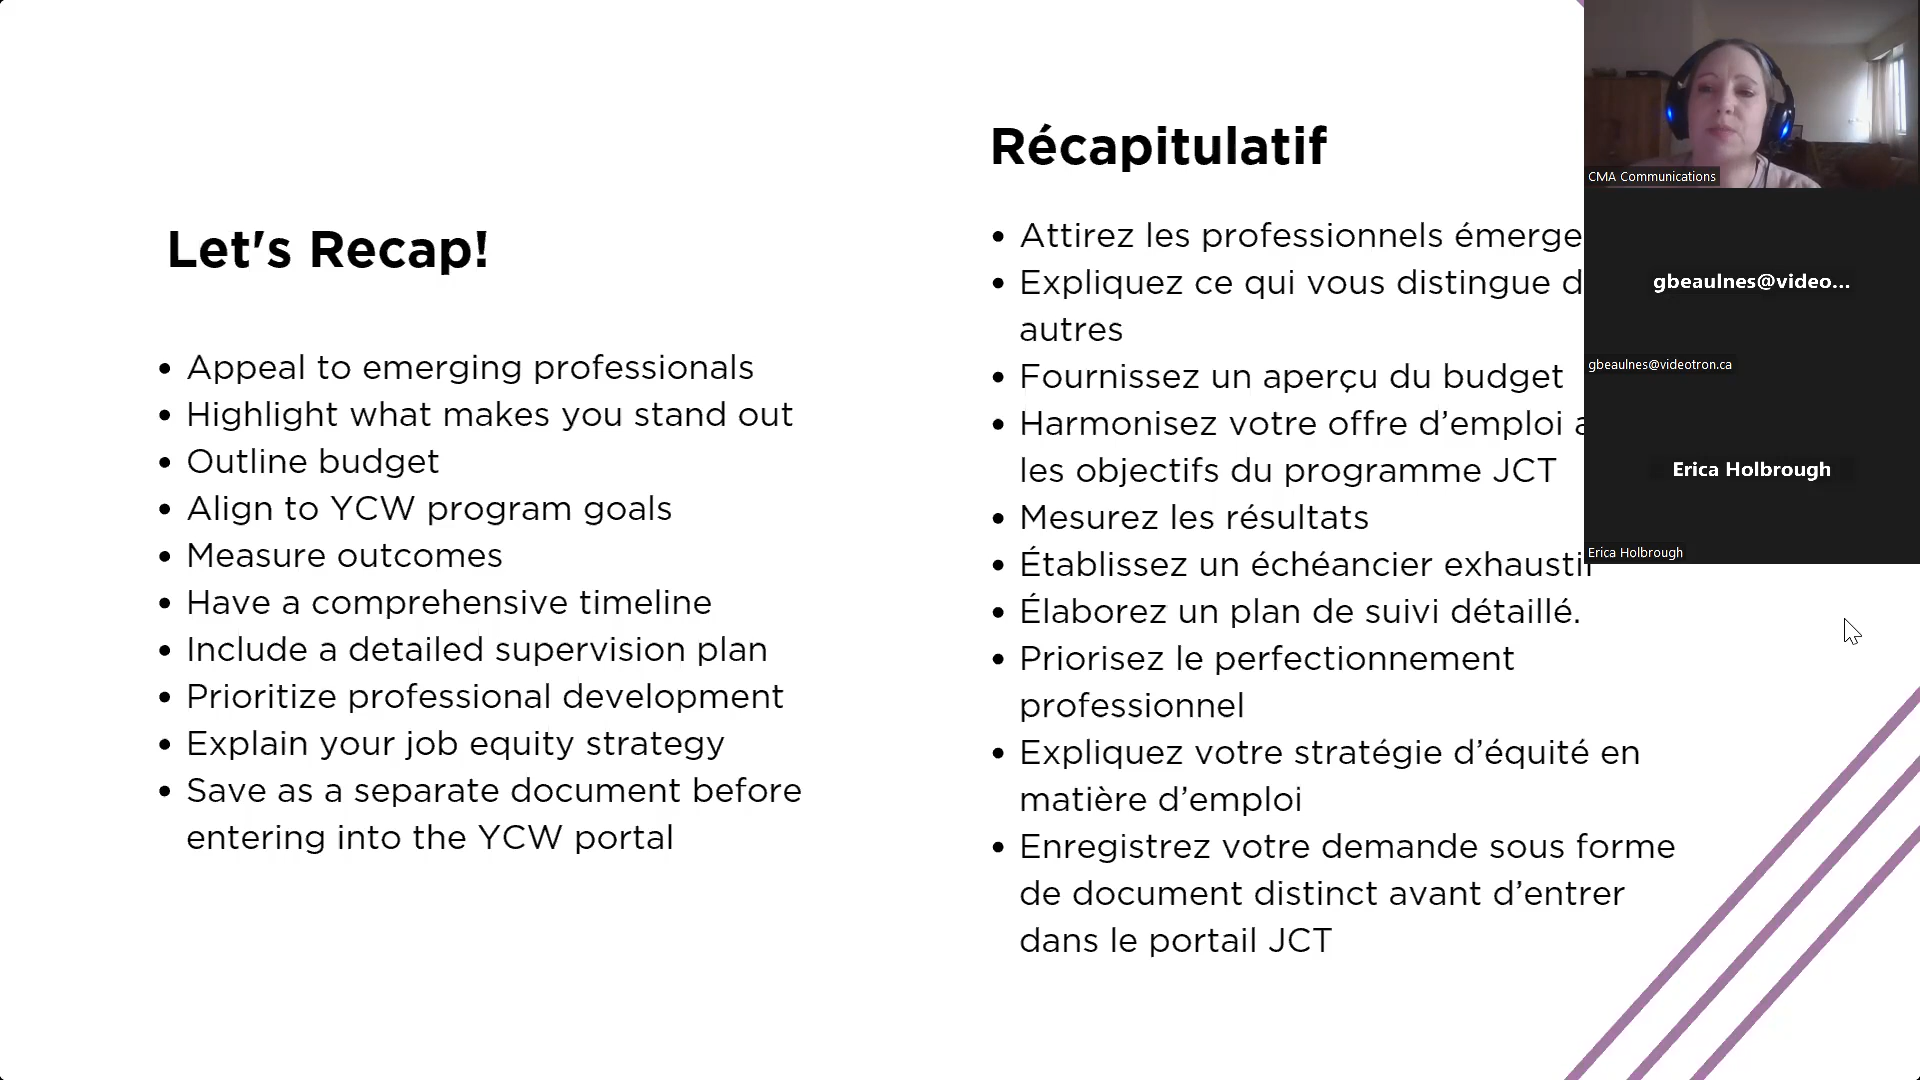 Let's Recap!
• Appeal to emerging professionals
• Highlight what makes you stand out
• Outline budget
• Align to YCW program goals
• Measure outcomes
• Have a comprehensive timeline
• Include a detailed supervision plan
• Prioritize professional development
• Explain your job equity strategy
• Save as a separate document before
entering into the YCW portal
Récapitulatif
• Attirez les professionnels
• Expliquez ce qui vous distingue
autres
• Fournissez un aperçu du budget
• Harmonisez votre offre d’emploi
les objectifs du programme JCT
• Mesurez les résultats
• Établissez un échéancier exhaustif
• Élaborez un plan de suivi détaillé.
• Priorisez le perfectionnement
professionnel
• Expliquez votre stratégie d’équité en
matière d’emploi
• Enregistrez votre demande sous forme
de document distinct avant d’entrer
dans le portail JCT
CMA Communications
gbeaulnes@video...
gbeaulnes@videotron.ca
Erica Holbrough
Erica Holbrough